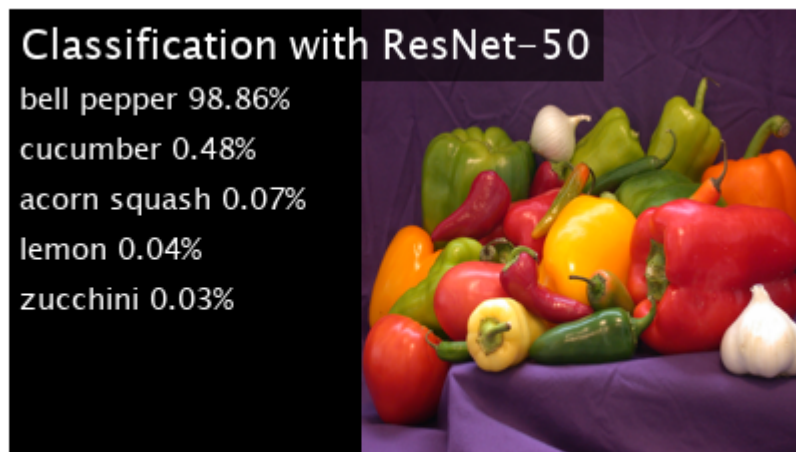 Classification with ResNet-50
bell pepper 98.86%
cucumber 0.48%
acorn squash 0.07%
lemon 0.04%
zucchini 0.03%